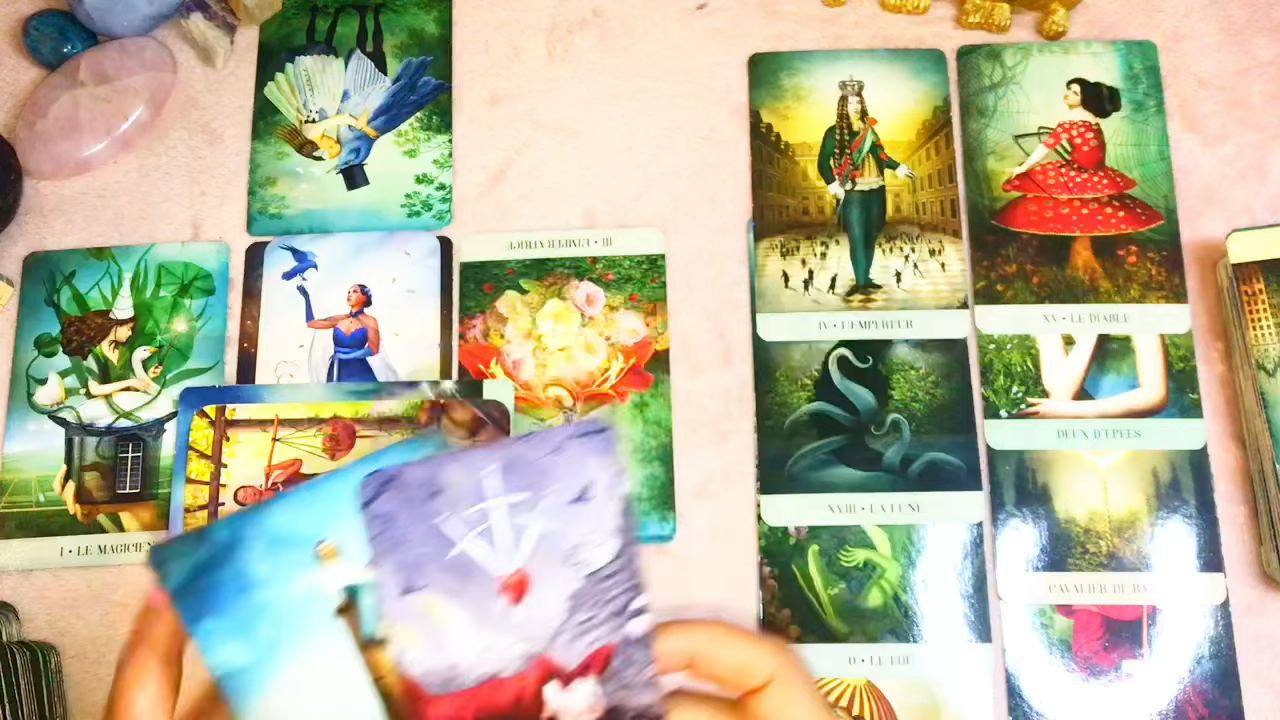 III • L'IMPÉRATRICE
I • LE MAGICIEN
IV • L'EMPEREUR
XV • LE DIABLE
DEUX D'ÉPÉES
XVIII • LA LUNE
CAVALIER DE BA
0 • LE FOU